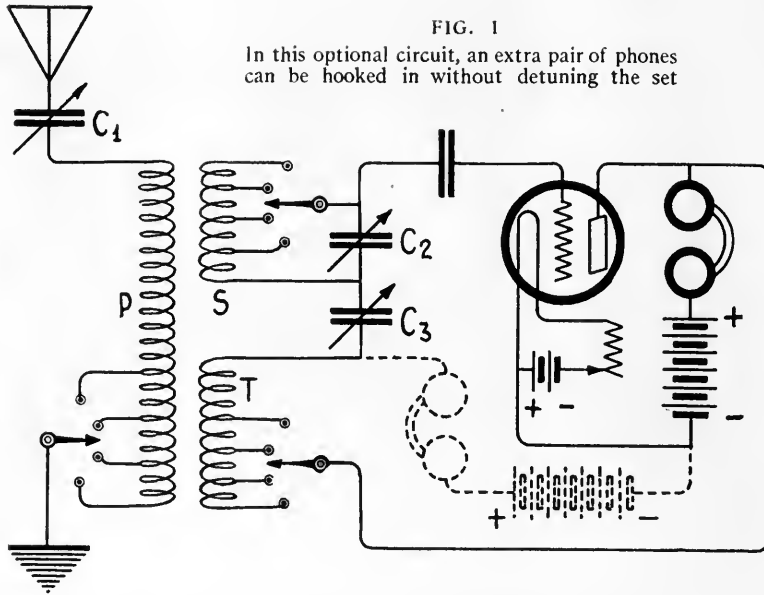 FIG. 1
In this optional circuit, an extra pair of phones
can be hooked in without detuning the set
C1
C2
P
S
C3
+
T
+ -
-
+ -